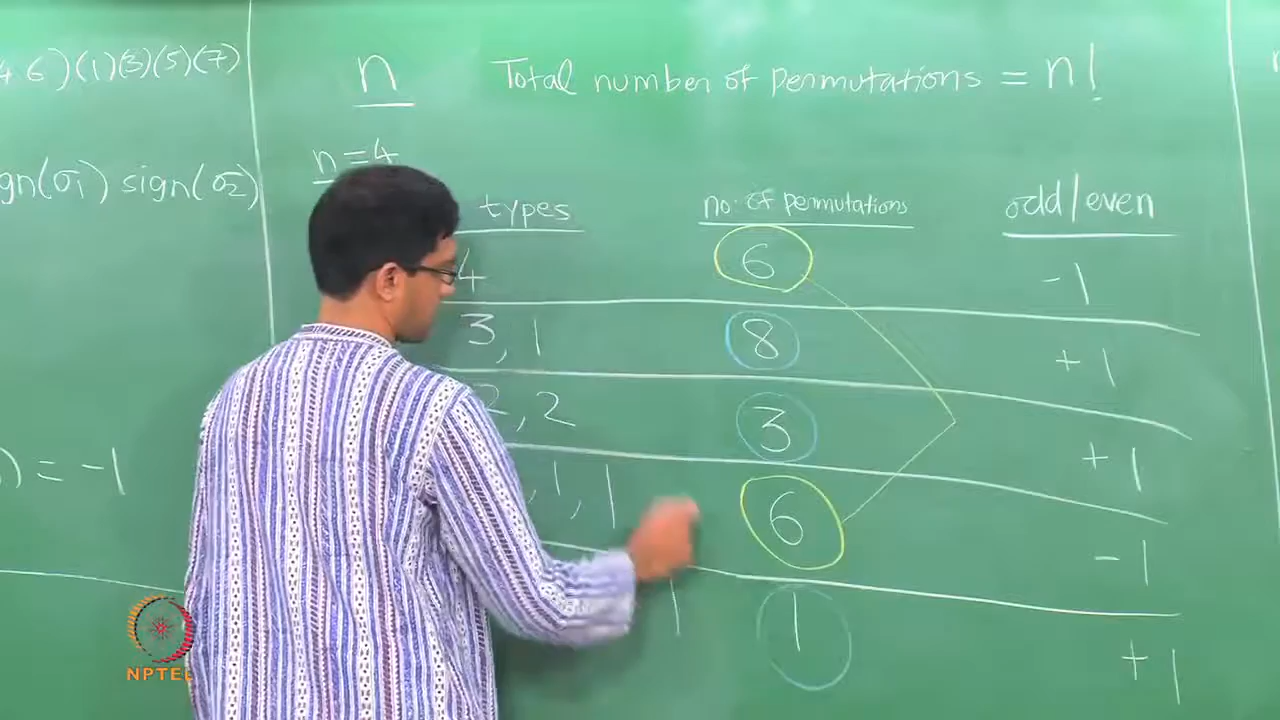 4 6)(1)(3)(5)(7)
gn(σ1) sign(σ2)
) = -1
n Total number of permutations = n!
n=4
types no. of permutations odd/even
4 6 -1
3, 1 8 +1
2, 2 3 +1
, 1, 1 6 -1
1 1 +1
NPTEL